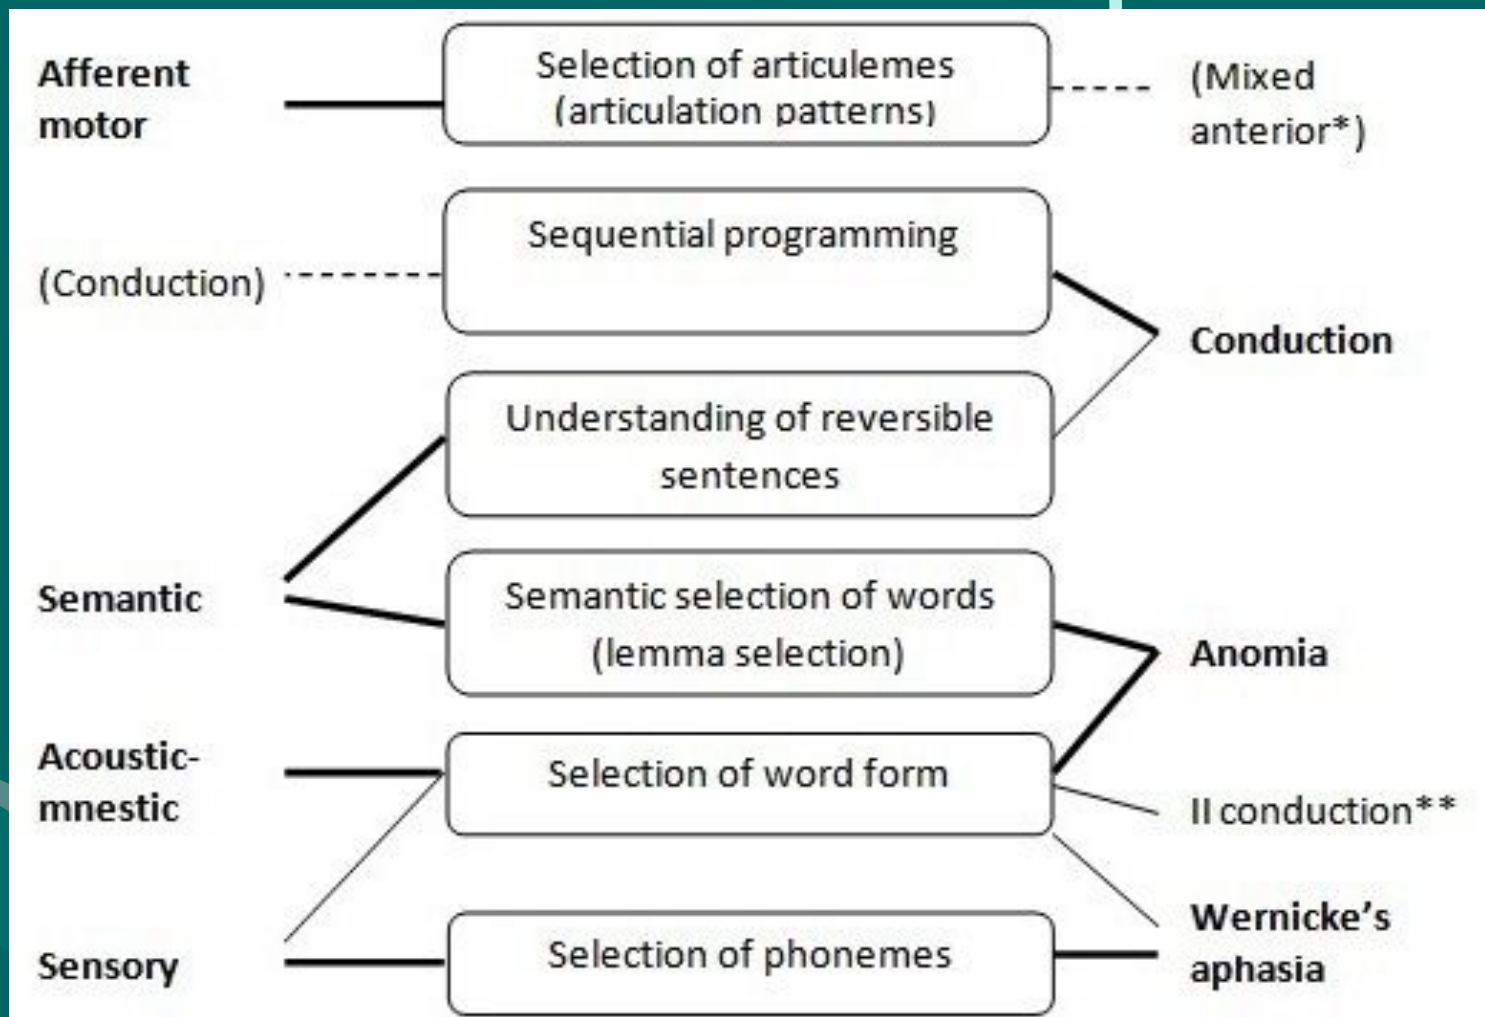 Afferent
motor
Selection of articulemes
(articulation patterns)
(Mixed
anterior*)
Sequential programming
(Conduction)
Conduction
Understanding of reversible
sentences
Semantic
Semantic selection of words
(lemma selection)
Anomia
Acoustic-
mnestic
Selection of word form
II conduction**
Sensory
Selection of phonemes
Wernicke’s
aphasia